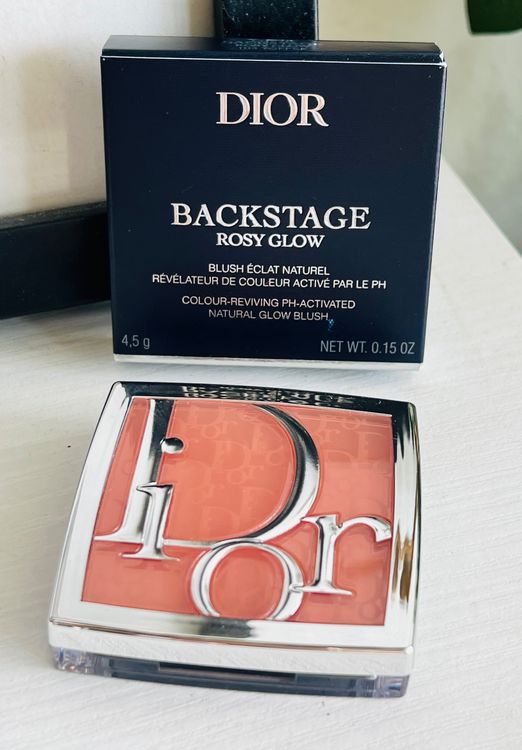 DIOR
BACKSTAGE
ROSY GLOW
BLUSH ÉCLAT NATUREL
RÉVÉLATEUR DE COULEUR ACTIVÉ PAR LE PH
COLOUR-REVIVING PH-ACTIVATED
NATURAL GLOW BLUSH
4,5 g
NET WT. 0.15 OZ
Dior